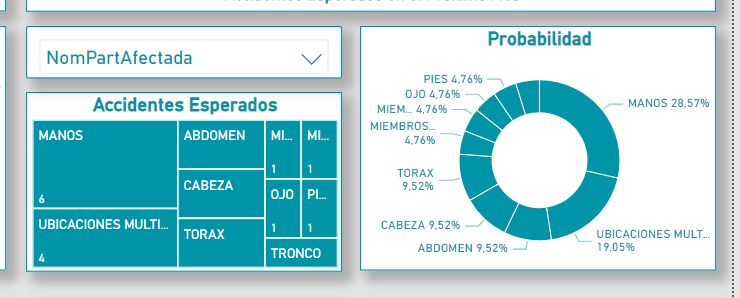 NomPartAfectada
Accidentes Esperados
MANOS
6
UBICACIONES MULTI...
4
ABDOMEN
CABEZA
TORAX
MI...
1
MI...
1
OJO
1
PI...
1
TRONCO
Probabilidad
PIES 4,76%
OJO 4,76%
MIEM... 4,76%
MIEMBROS...
4,76%
TORAX
9,52%
CABEZA 9,52%
ABDOMEN 9,52%
MANOS 28,57%
UBICACIONES MULT...
19,05%